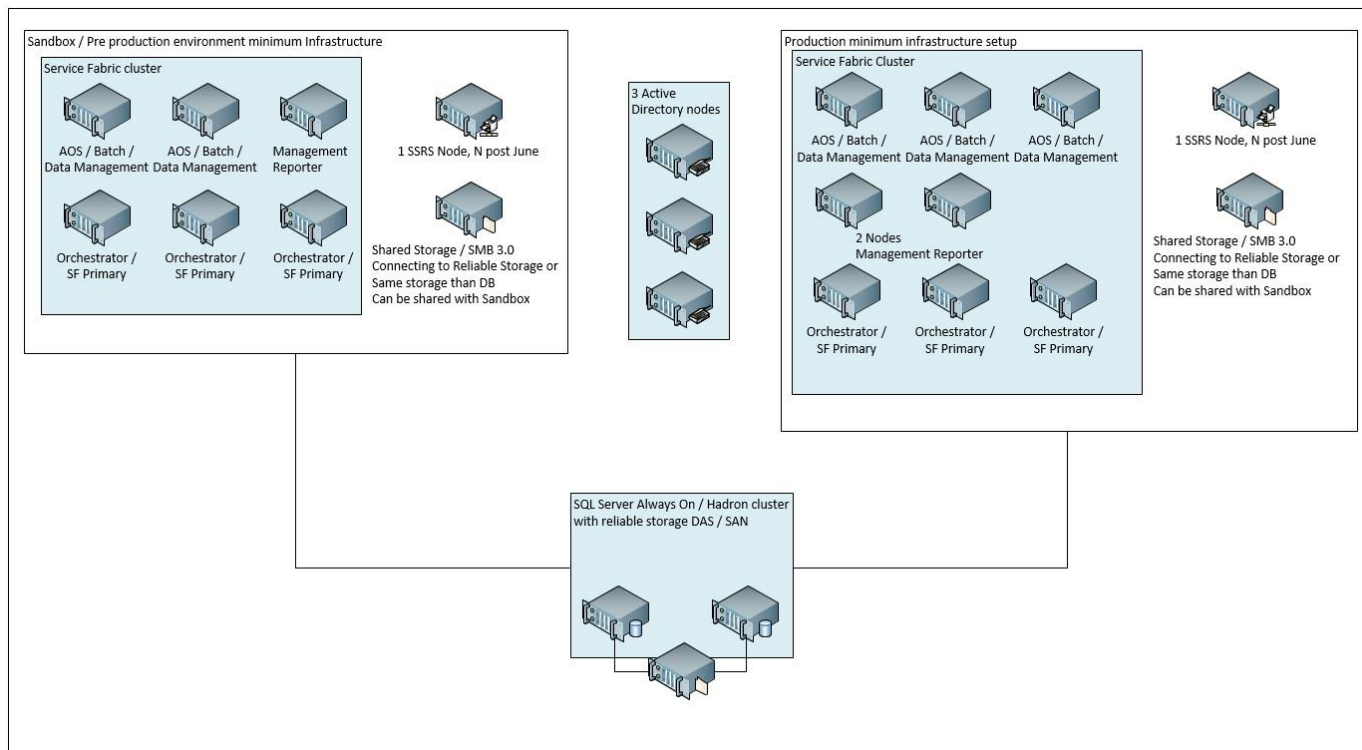 Sandbox / Pre production environment minimum Infrastructure
Service Fabric cluster
AOS / Batch /
Data Management
AOS / Batch /
Data Management
Management
Reporter
Orchestrator /
SF Primary
Orchestrator /
SF Primary
Orchestrator /
SF Primary
1 SSRS Node, N post June
Shared Storage / SMB 3.0
Connecting to Reliable Storage or
Same storage than DB
Can be shared with Sandbox
3 Active
Directory nodes
Production minimum infrastructure setup
Service Fabric Cluster
AOS / Batch /
Data Management
AOS / Batch /
Data Management
AOS / Batch /
Data Management
2 Nodes
Management Reporter
Orchestrator /
SF Primary
Orchestrator /
SF Primary
Orchestrator /
SF Primary
1 SSRS Node, N post June
Shared Storage / SMB 3.0
Connecting to Reliable Storage or
Same storage than DB
Can be shared with Sandbox
SQL Server Always On / Hadron cluster
with reliable storage DAS / SAN